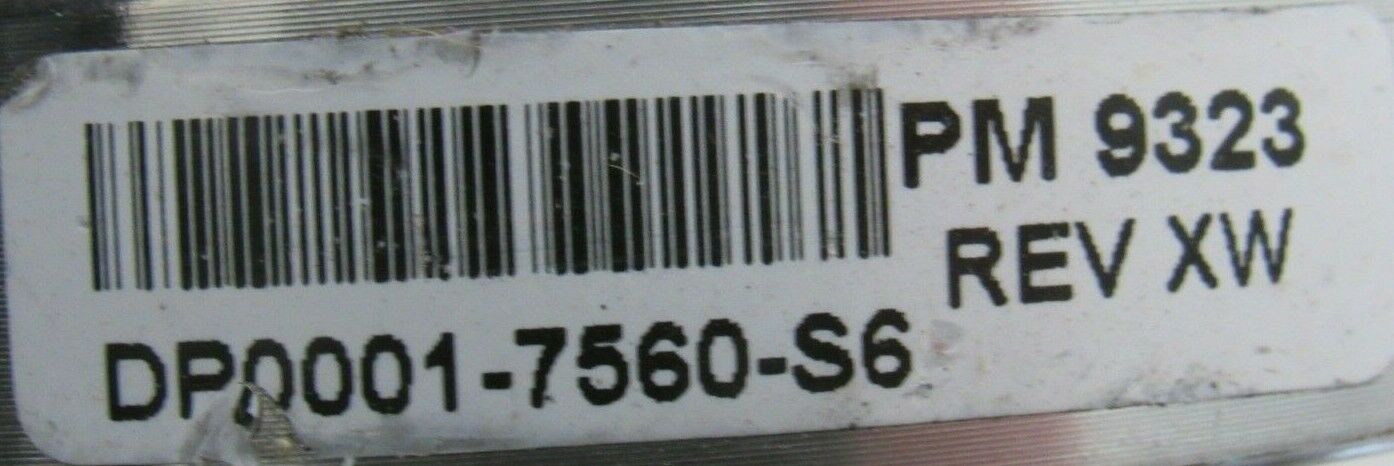 PM 9323
REV XW
DP0001-7560-S6